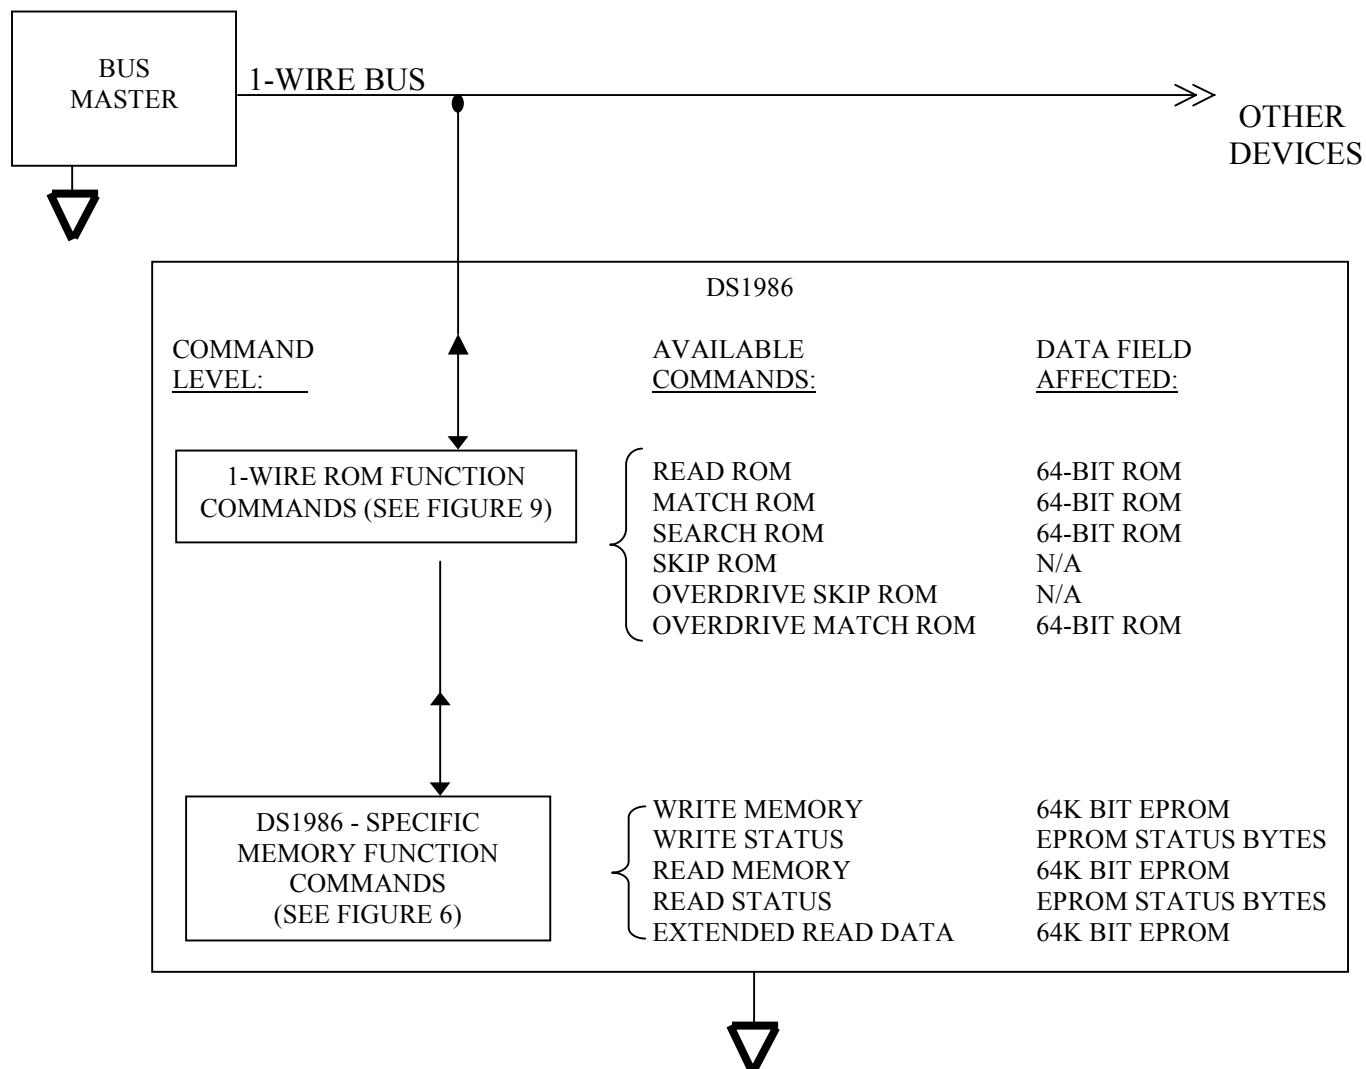 BUS
MASTER
1-WIRE BUS
OTHER
DEVICES
DS1986
COMMAND
LEVEL:
AVAILABLE
COMMANDS:
DATA FIELD
AFFECTED:
1-WIRE ROM FUNCTION
COMMANDS (SEE FIGURE 9)
READ ROM 64-BIT ROM
MATCH ROM 64-BIT ROM
SEARCH ROM 64-BIT ROM
SKIP ROM N/A
OVERDRIVE SKIP ROM N/A
OVERDRIVE MATCH ROM 64-BIT ROM
DS1986 - SPECIFIC
MEMORY FUNCTION
COMMANDS
(SEE FIGURE 6)
WRITE MEMORY 64K BIT EPROM
WRITE STATUS EPROM STATUS BYTES
READ MEMORY 64K BIT EPROM
READ STATUS EPROM STATUS BYTES
EXTENDED READ DATA 64K BIT EPROM